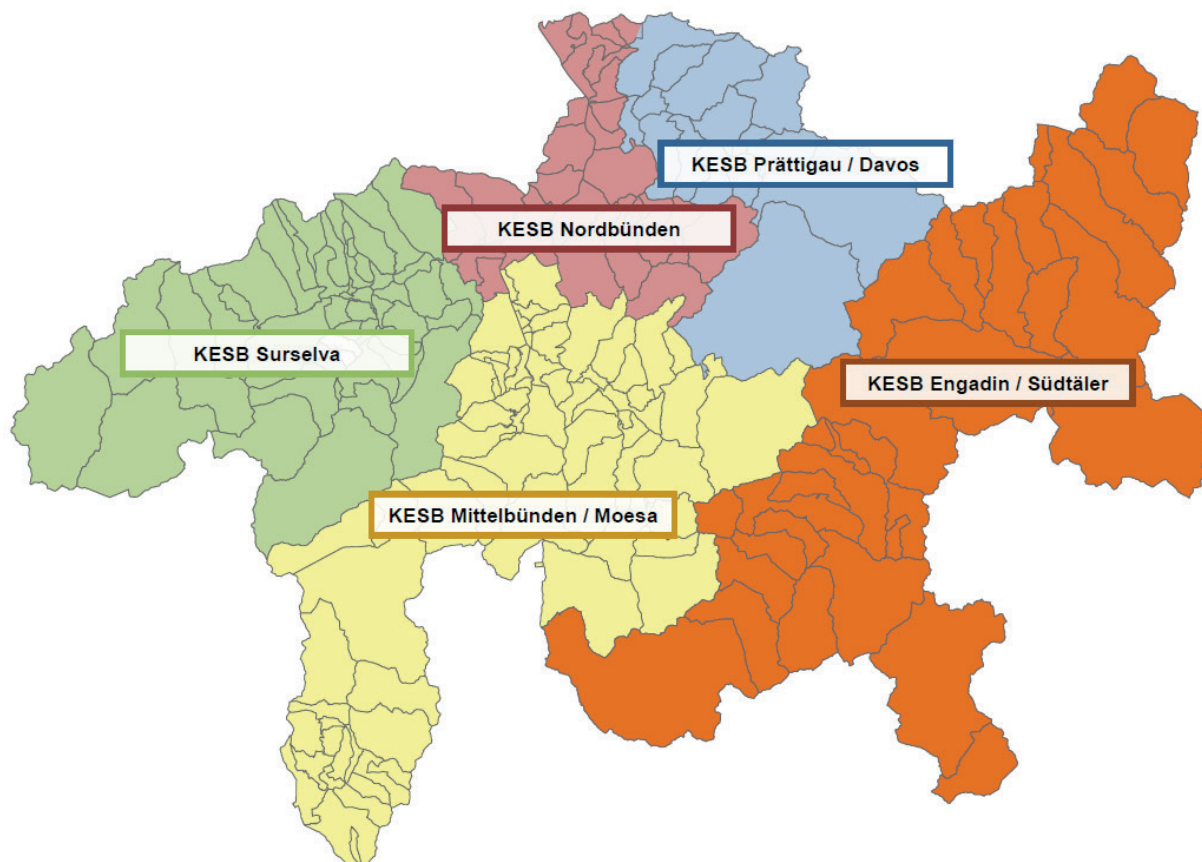 KESB Prättigau / Davos
KESB Nordbünden
KESB Surselva
KESB Engadin / Südtäler
KESB Mittelbünden / Moesa